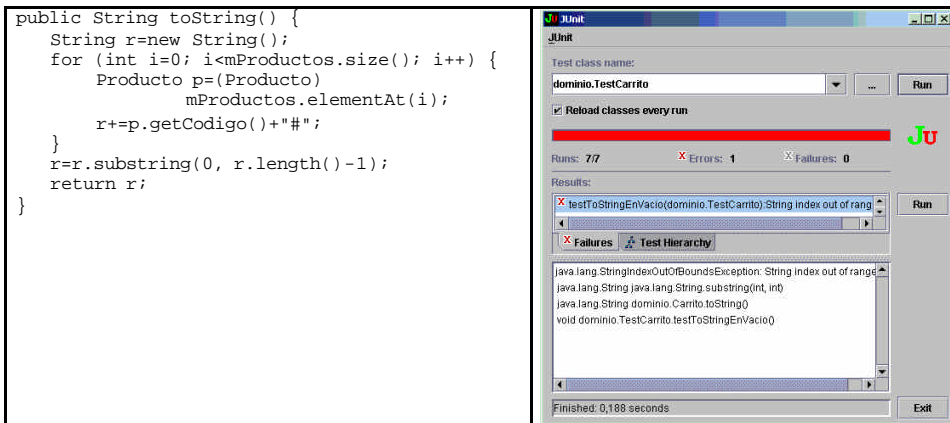 public String toString() {
String r=new String();
for (int i=0; i<mProductos.size(); i++) {
Producto p=(Producto)
mProductos.elementAt(i);
r+=p.getCodigo()+"#";
}
r=r.substring(0, r.length()-1);
return r;
}
JUnit
JUnit
Test class name:
dominio.TestCarrito
...
Run
Reload classes every run
JU
Runs: 7/7 X Errors: 1 X Failures: 0
Results:
X testToStringEnVacio(dominio.TestCarrito):String index out of rang
Run
X Failures Test Hierarchy
java.lang.StringIndexOutOfBoundsException: String index out of range
java.lang.String java.lang.String.substring(int, int)
java.lang.String dominio.Carrito.toString()
void dominio.TestCarrito.testToStringEnVacio()
Finished: 0,188 seconds
Exit